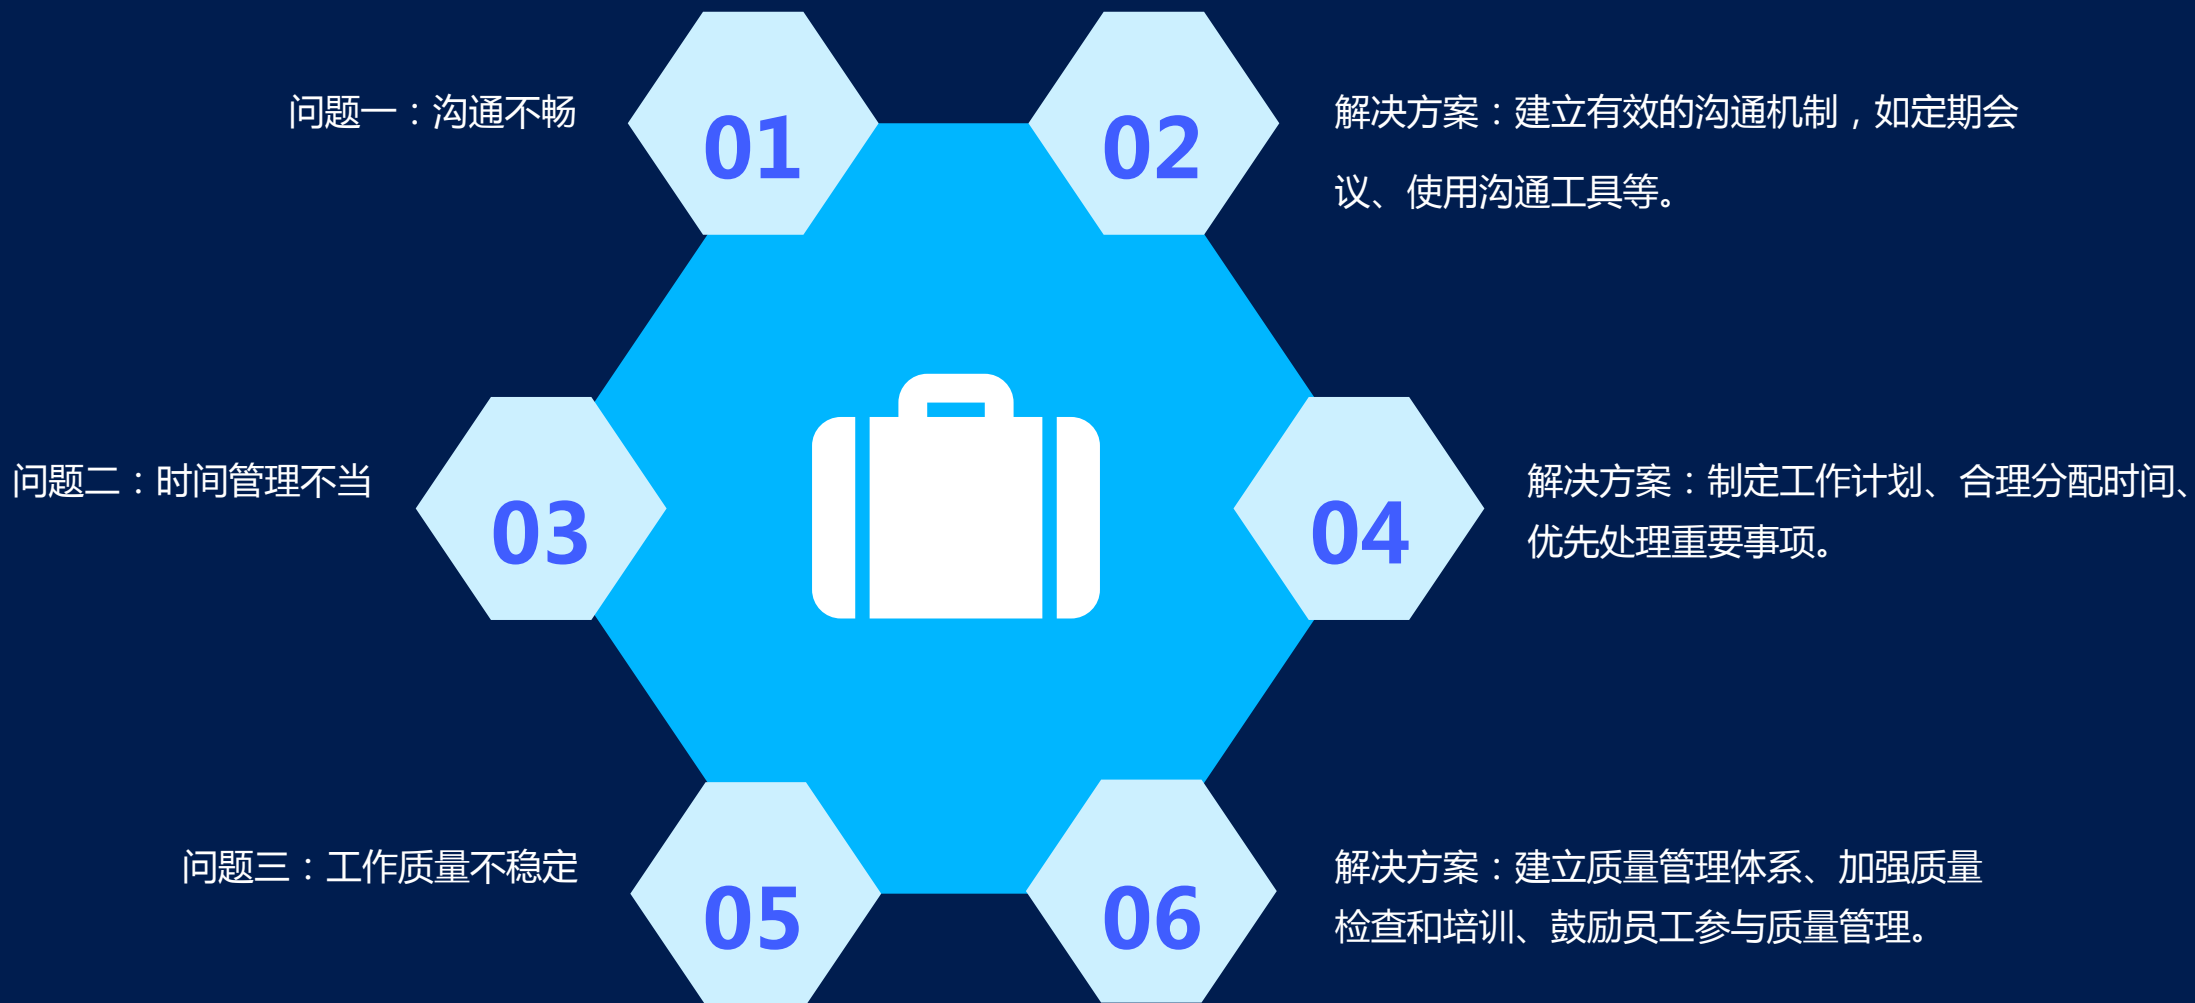 问题一：沟通不畅
01
02
解决方案：建立有效的沟通机制，如定期会
议、使用沟通工具等。
问题二：时间管理不当
03
04
解决方案：制定工作计划、合理分配时间、
优先处理重要事项。
问题三：工作质量不稳定
05
06
解决方案：建立质量管理体系、加强质量
检查和培训、鼓励员工参与质量管理。